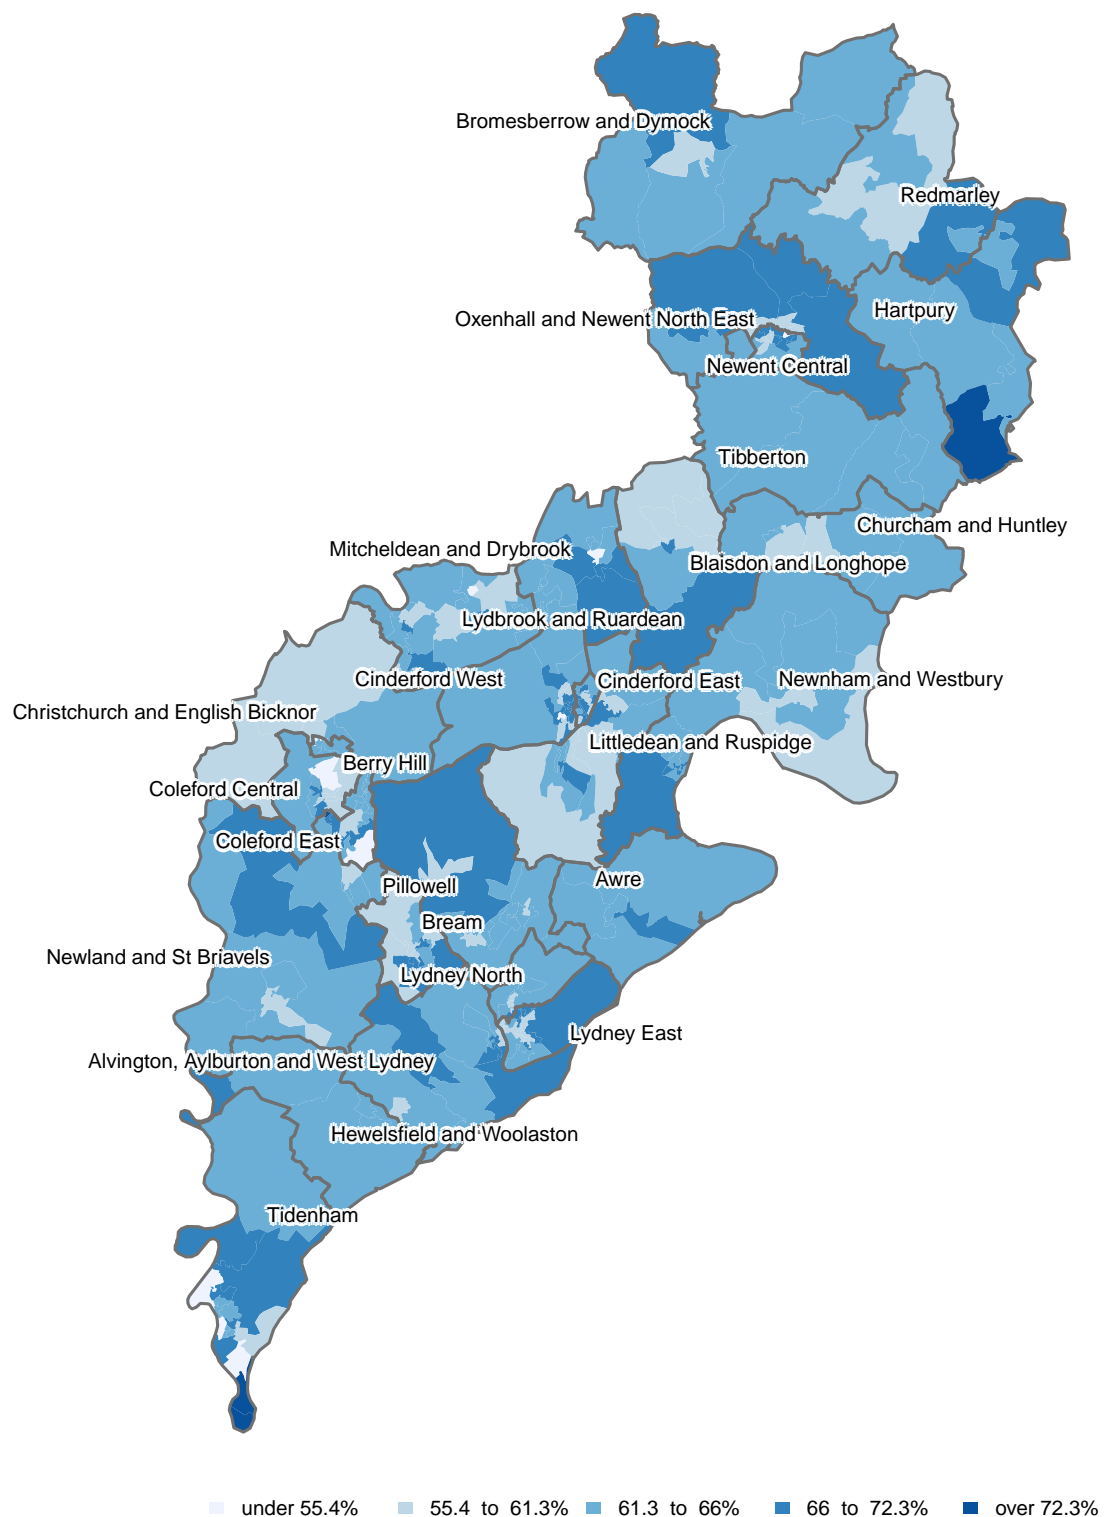 Bromesberrow and Dymock
Redmarley
Hartpury
Oxenhall and Newent North East
Newent Central
Tibberton
Churcham and Huntley
Mitcheldean and Drybrook
Blaisdon and Longhope
Lydbrook and Ruardean
Cinderford West
Cinderford East
Newnham and Westbury
Christchurch and English Bicknor
Littledean and Ruspidge
Berry Hill
Coleford Central
Coleford East
Awre
Pillowell
Bream
Newland and St Briavels
Lydney North
Lydney East
Alvington, Aylburton and West Lydney
Hewelsfield and Woolaston
Tidenham
under 55.4% 55.4 to 61.3% 61.3 to 66% 66 to 72.3% over 72.3%